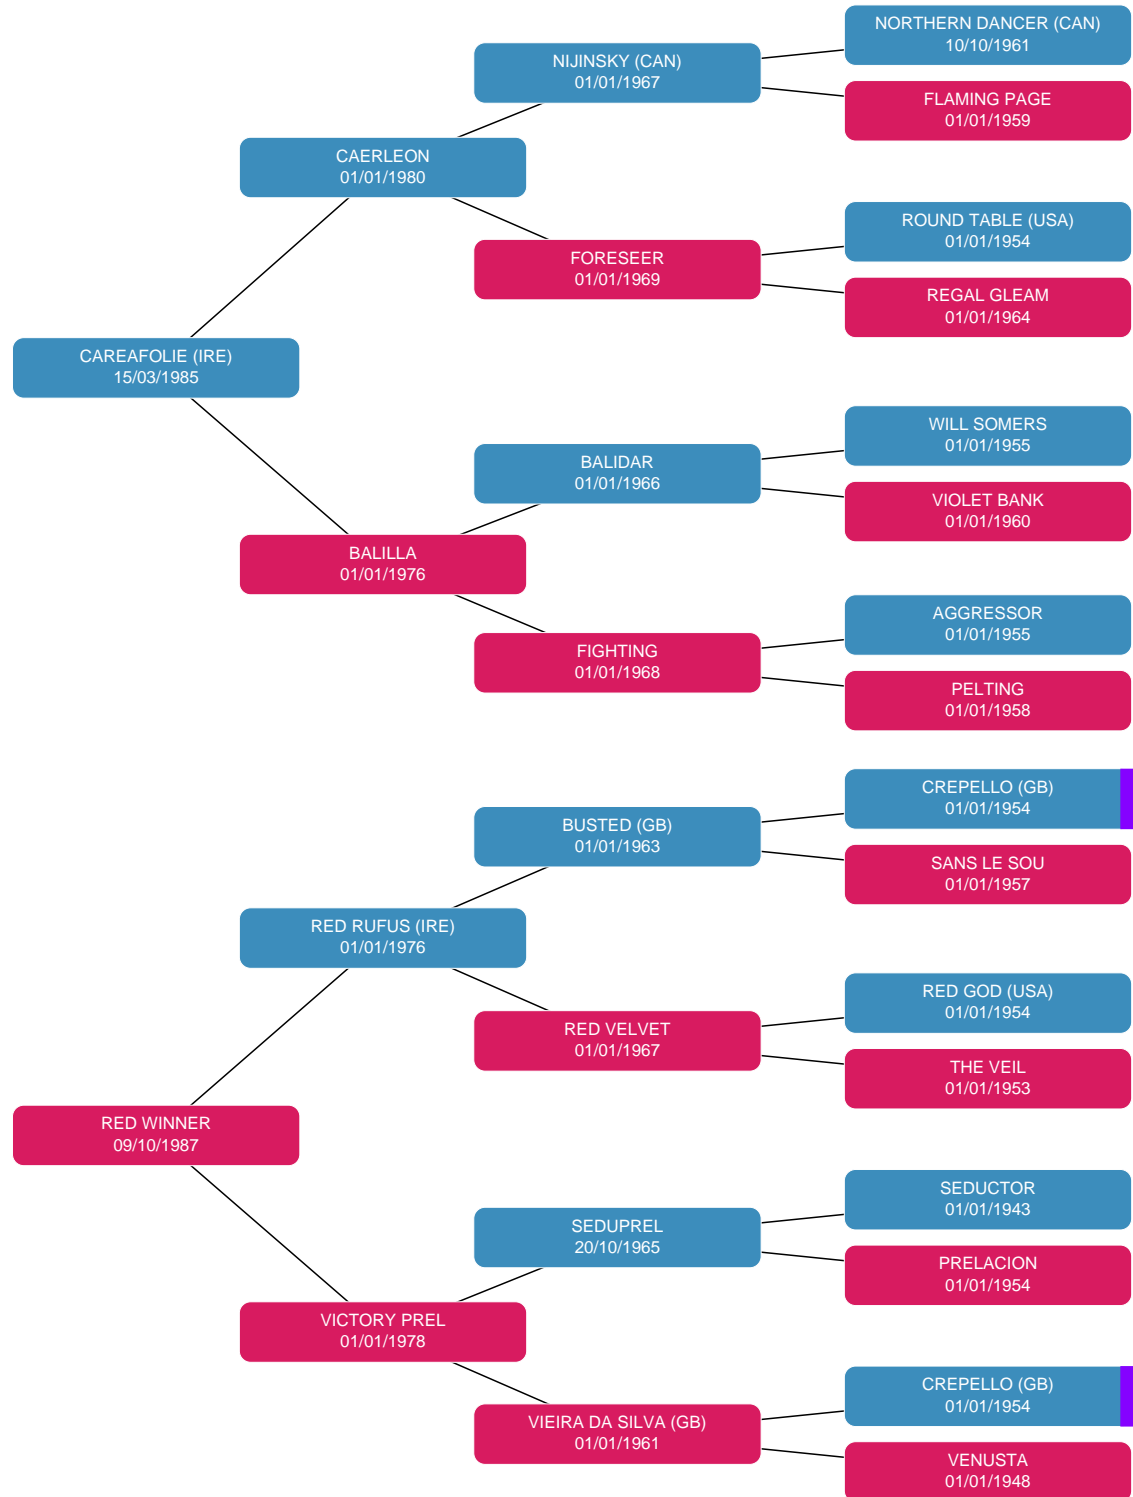 NORTHERN DANCER (CAN)
10/10/1961
NIJINSKY (CAN)
01/01/1967
FLAMING PAGE
01/01/1959
CAERLEON
01/01/1980
ROUND TABLE (USA)
01/01/1954
FORESEER
01/01/1969
REGAL GLEAM
01/01/1964
CAREAFOLIE (IRE)
15/03/1985
WILL SOMERS
01/01/1955
BALIDAR
01/01/1966
VIOLET BANK
01/01/1960
BALILLA
01/01/1976
AGGRESSOR
01/01/1955
FIGHTING
01/01/1968
PELTING
01/01/1958
CREPELLO (GB)
01/01/1954
BUSTED (GB)
01/01/1963
SANS LE SOU
01/01/1957
RED RUFUS (IRE)
01/01/1976
RED GOD (USA)
01/01/1954
RED VELVET
01/01/1967
THE VEIL
01/01/1953
RED WINNER
09/10/1987
SEDUCTOR
01/01/1943
SEDUPREL
20/10/1965
PRELACION
01/01/1954
VICTORY PREL
01/01/1978
CREPELLO (GB)
01/01/1954
VIEIRA DA SILVA (GB)
01/01/1961
VENUSTA
01/01/1948